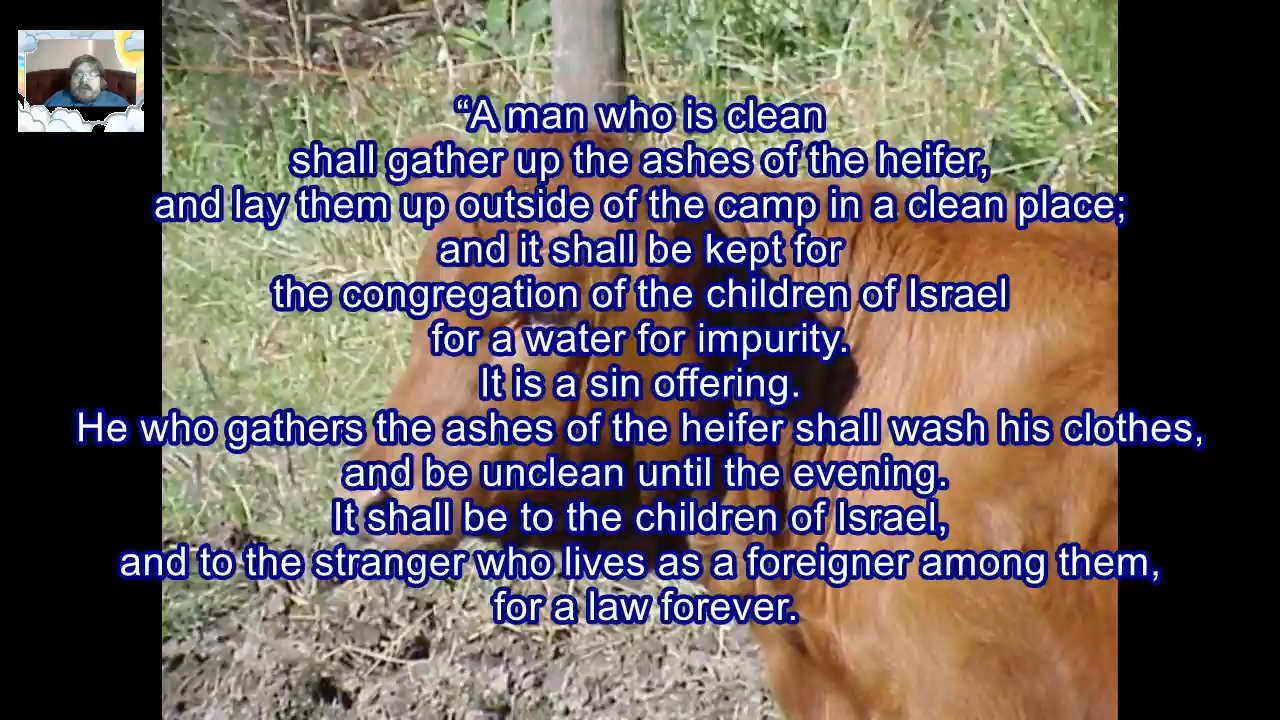 “A man who is clean
shall gather up the ashes of the heifer,
and lay them up outside of the camp in a clean place;
and it shall be kept for
the congregation of the children of Israel
for a water for impurity.
It is a sin offering.
He who gathers the ashes of the heifer shall wash his clothes,
and be unclean until the evening.
It shall be to the children of Israel,
and to the stranger who lives as a foreigner among them,
for a law forever.